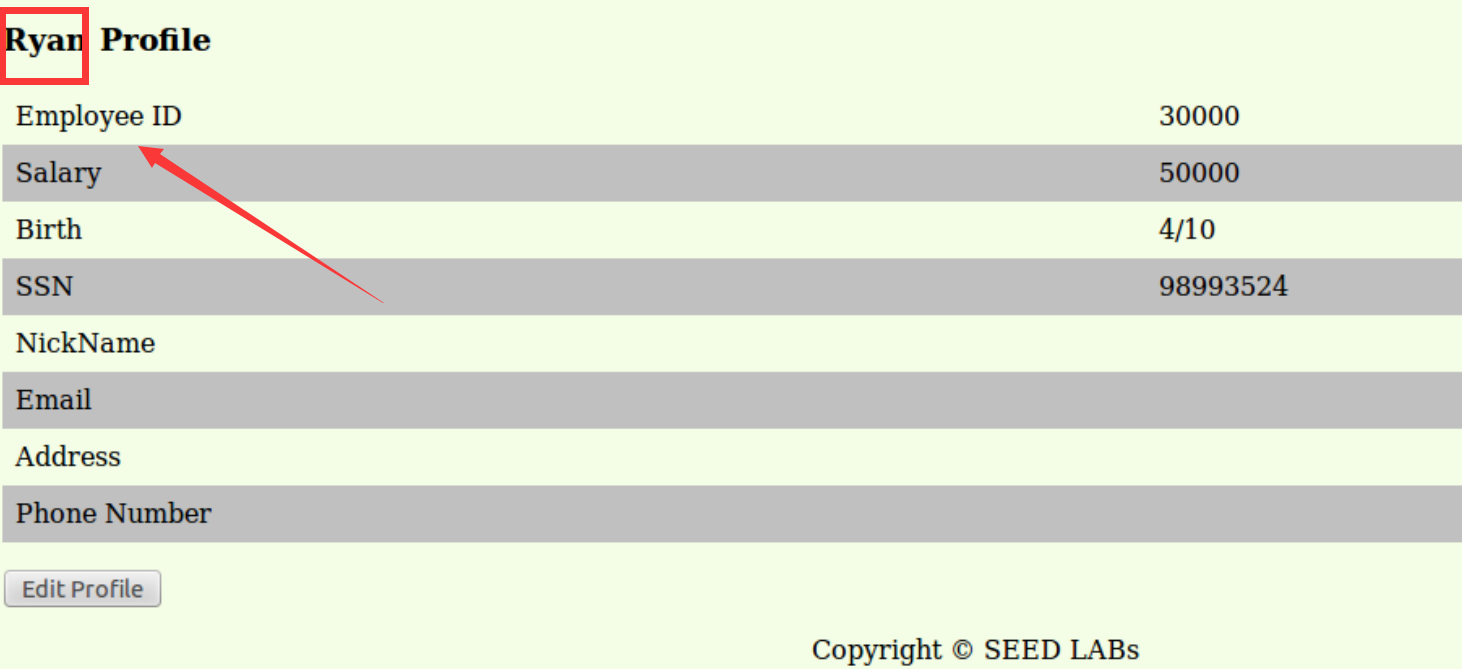 Ryan Profile
Employee ID 30000
Salary 50000
Birth 4/10
SSN 98993524
NickName
Email
Address
Phone Number
Edit Profile
Copyright © SEED LABs